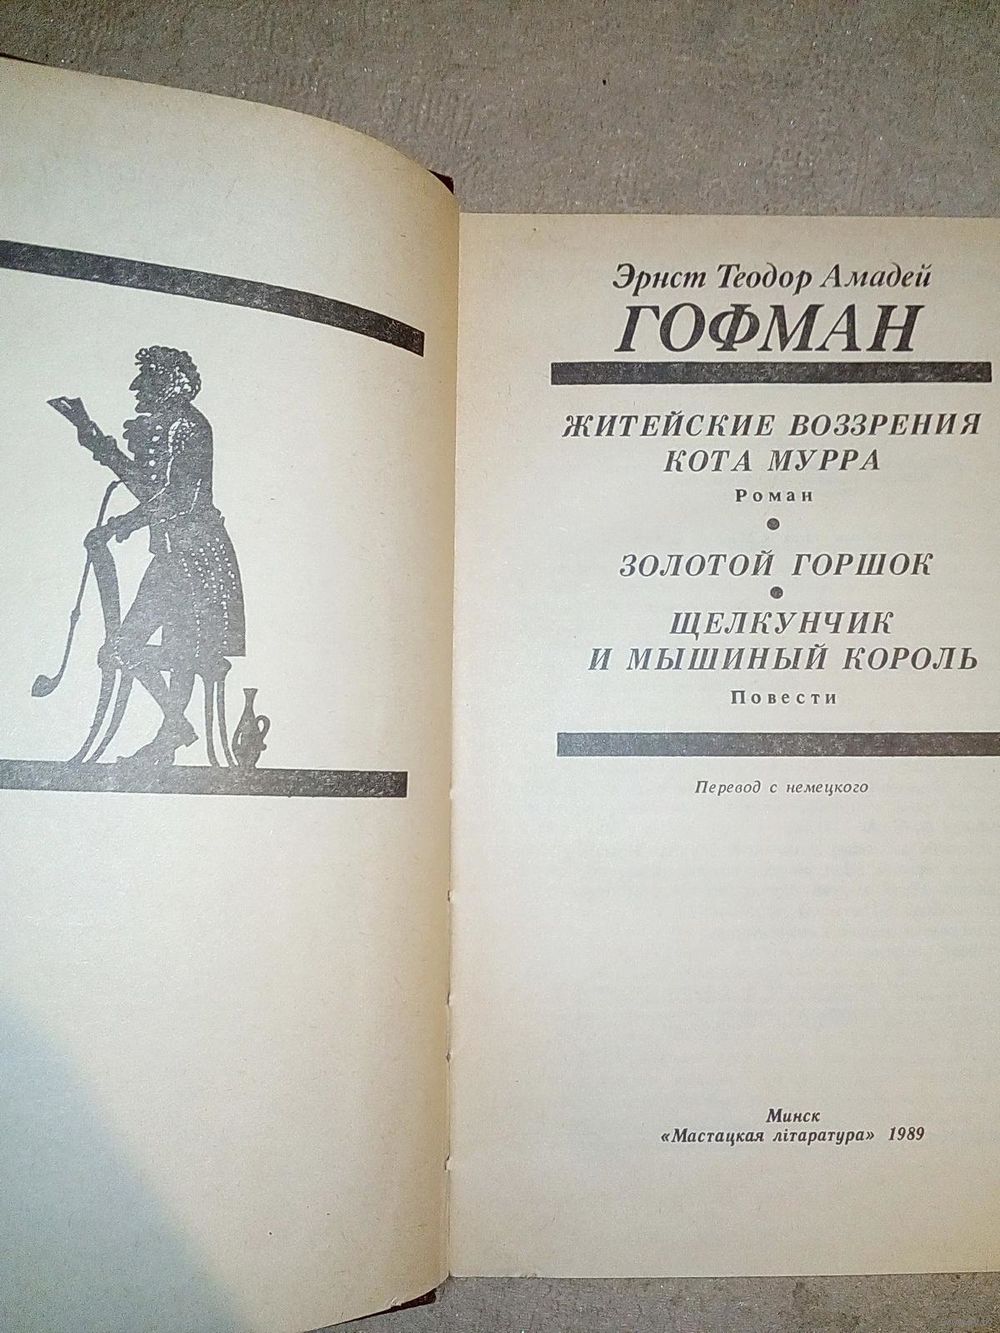 Эрнст Теодор Амадей
ГОФМАН
ЖИТЕЙСКИЕ ВОЗЗРЕНИЯ
КОТА МУРРА
Роман
ЗОЛОТОЙ ГОРШОК
ЩЕЛКУНЧИК
И МЫШИНЫЙ КОРОЛЬ
Повести
Перевод с немецкого
Минск
«Мастацкая літаратура» 1989